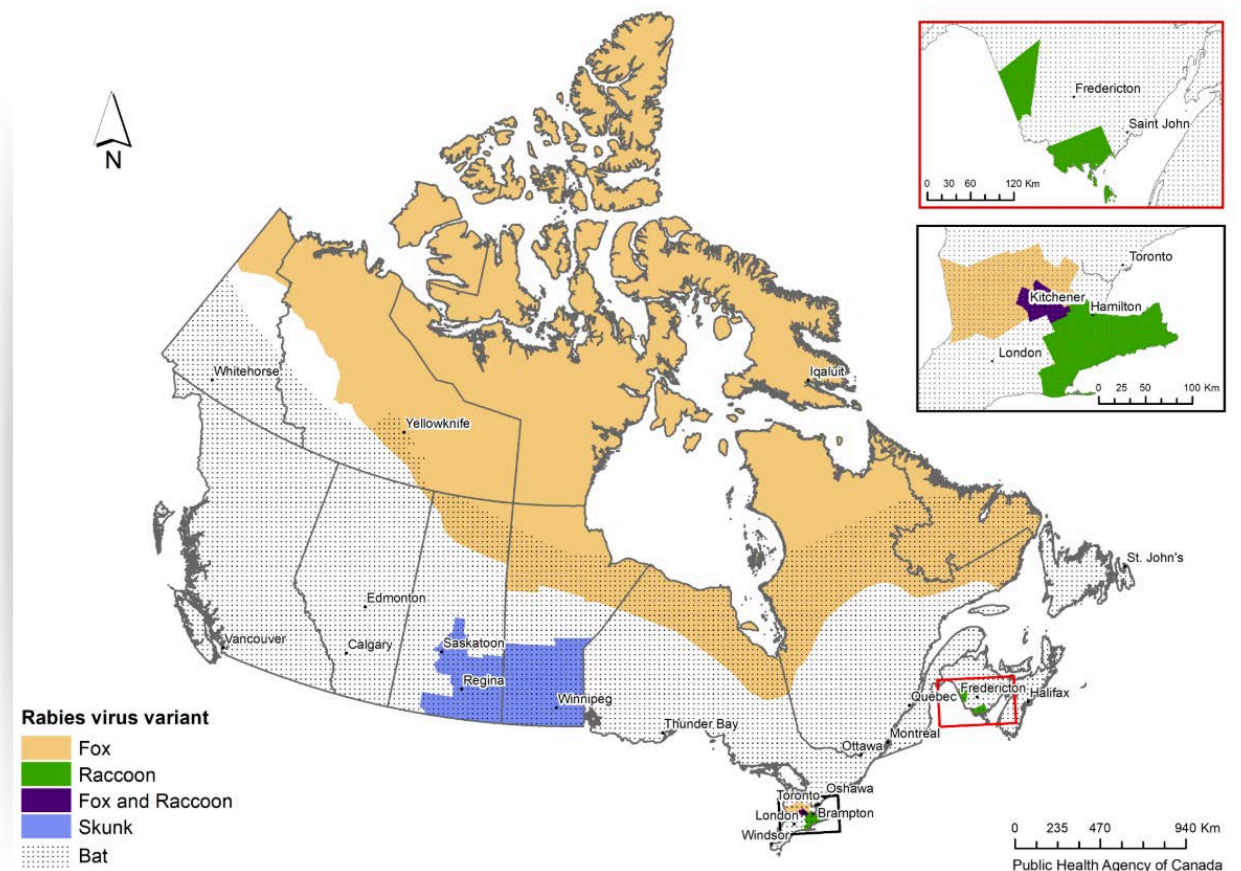 N
Whitehorse
Yellowknife
Iqaluit
Edmonton
Vancouver
Calgary
Saskatoon
Regina
Winnipeg
Thunder Bay
Ottawa
Montreal
Québec
Fredericton
Halifax
St. John's
Toronto
Oshawa
London
Brampton
Windsor
Fredericton
Saint John
0 30 60 120 Km
Toronto
Kitchener
Hamilton
London
0 25 50 100 Km
Rabies virus variant
Fox
Raccoon
Fox and Raccoon
Skunk
Bat
0 235 470 940 Km
Public Health Agency of Canada